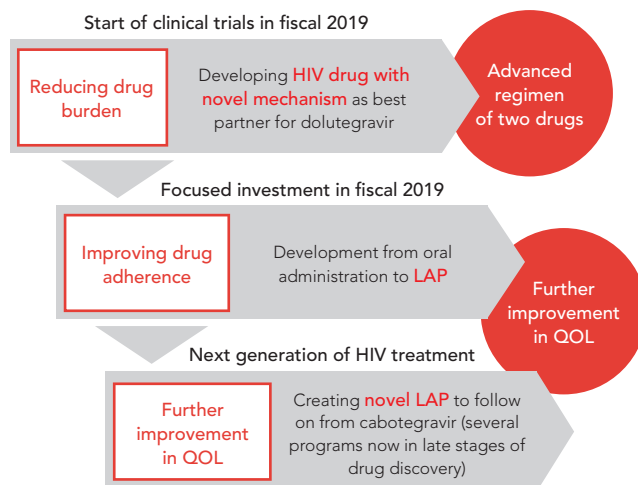 Start of clinical trials in fiscal 2019
Reducing drug
burden
Developing HIV drug with
novel mechanism as best
partner for dolutegravir
Advanced
regimen
of two drugs
Focused investment in fiscal 2019
Improving drug
adherence
Development from oral
administration to LAP
Further
improvement
in QOL
Next generation of HIV treatment
Further
improvement
in QOL
Creating novel LAP to follow
on from cabotegravir (several
programs now in late stages of
drug discovery)